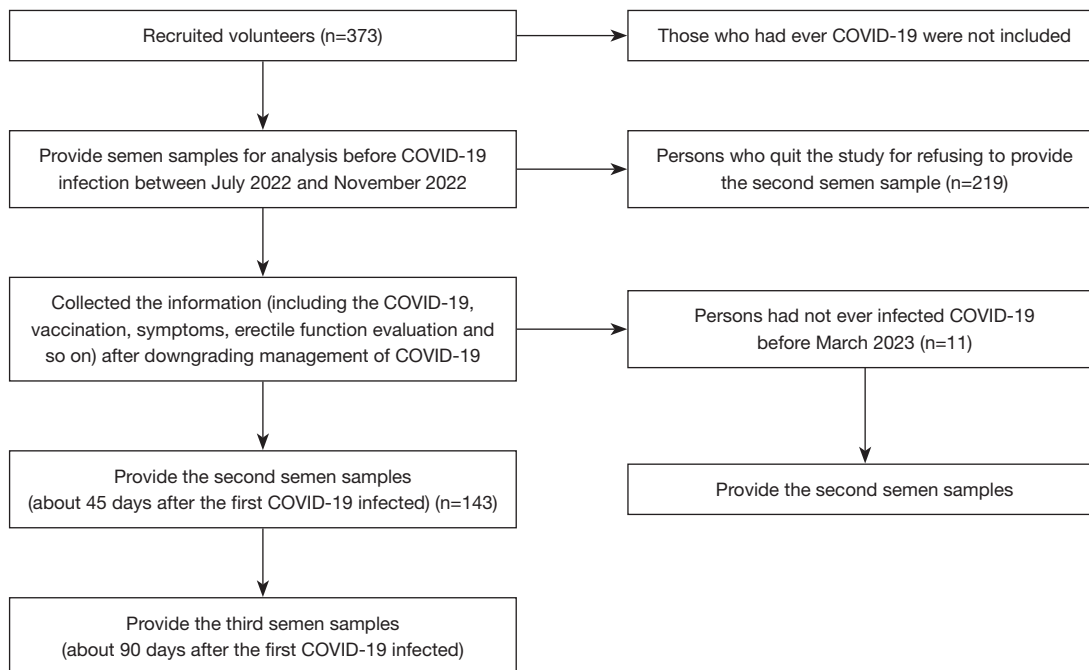 Recruited volunteers (n=373)
Those who had ever COVID-19 were not included
Provide semen samples for analysis before COVID-19
infection between July 2022 and November 2022
Persons who quit the study for refusing to provide
the second semen sample (n=219)
Collected the information (including the COVID-19,
vaccination, symptoms, erectile function evaluation and
so on) after downgrading management of COVID-19
Persons had not ever infected COVID-19
before March 2023 (n=11)
Provide the second semen samples
(about 45 days after the first COVID-19 infected) (n=143)
Provide the second semen samples
Provide the third semen samples
(about 90 days after the first COVID-19 infected)